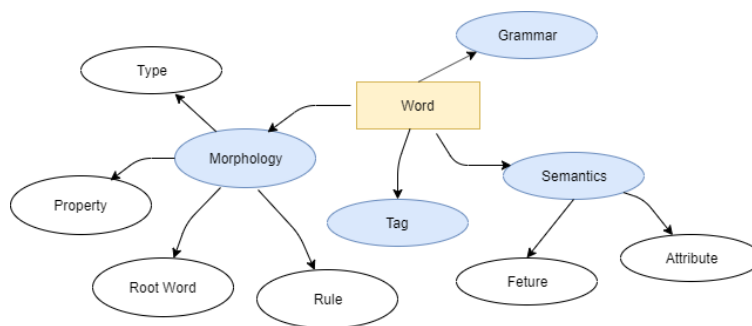 Grammar
Type
Word
Morphology
Semantics
Property
Tag
Attribute
Root Word
Rule
Feture